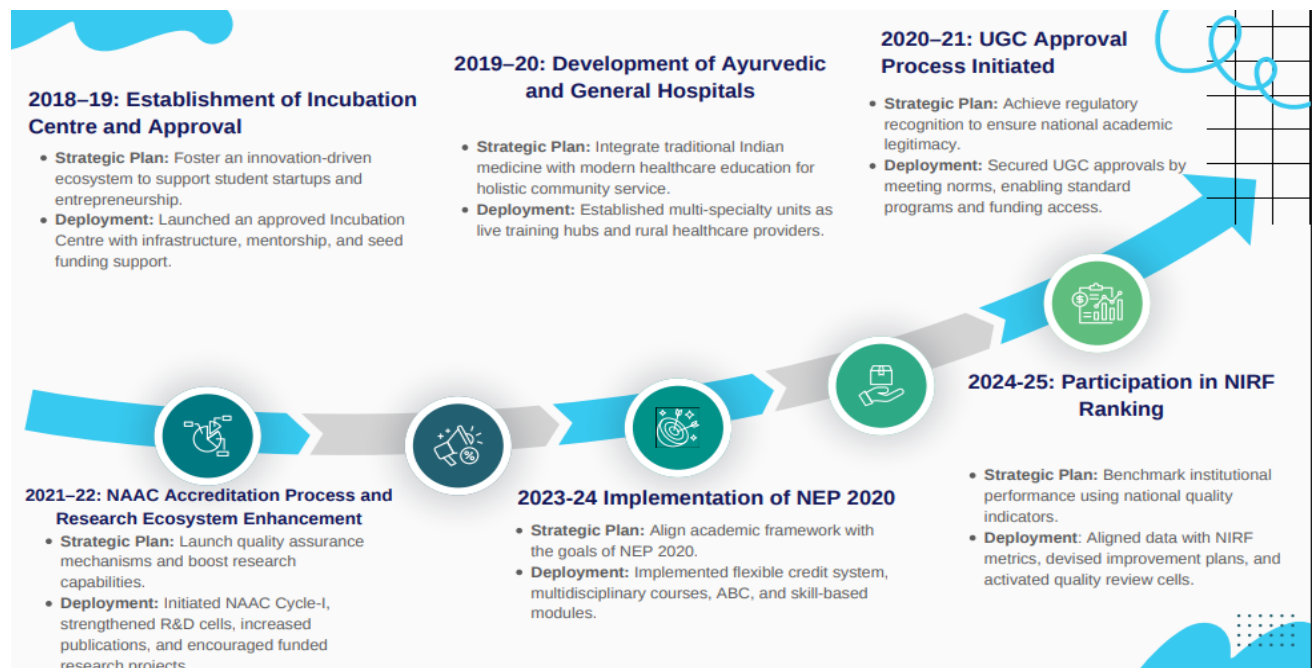 2018–19: Establishment of Incubation
Centre and Approval
• Strategic Plan: Foster an innovation-driven
ecosystem to support student startups and
entrepreneurship.
• Deployment: Launched an approved Incubation
Centre with infrastructure, mentorship, and seed
funding support.
2019–20: Development of Ayurvedic
and General Hospitals
• Strategic Plan: Integrate traditional Indian
medicine with modern healthcare education for
holistic community service.
• Deployment: Established multi-specialty units as
live training hubs and rural healthcare providers.
2020–21: UGC Approval
Process Initiated
• Strategic Plan: Achieve regulatory
recognition to ensure national academic
legitimacy.
• Deployment: Secured UGC approvals by
meeting norms, enabling standard
programs and funding access.
2021–22: NAAC Accreditation Process and
Research Ecosystem Enhancement
• Strategic Plan: Launch quality assurance
mechanisms and boost research
capabilities.
• Deployment: Initiated NAAC Cycle-I,
strengthened R&D cells, increased
publications, and encouraged funded
research projects.
2023-24 Implementation of NEP 2020
• Strategic Plan: Align academic framework with
the goals of NEP 2020.
• Deployment: Implemented flexible credit system,
multidisciplinary courses, ABC, and skill-based
modules.
2024-25: Participation in NIRF
Ranking
• Strategic Plan: Benchmark institutional
performance using national quality
indicators.
• Deployment: Aligned data with NIRF
metrics, devised improvement plans, and
activated quality review cells.